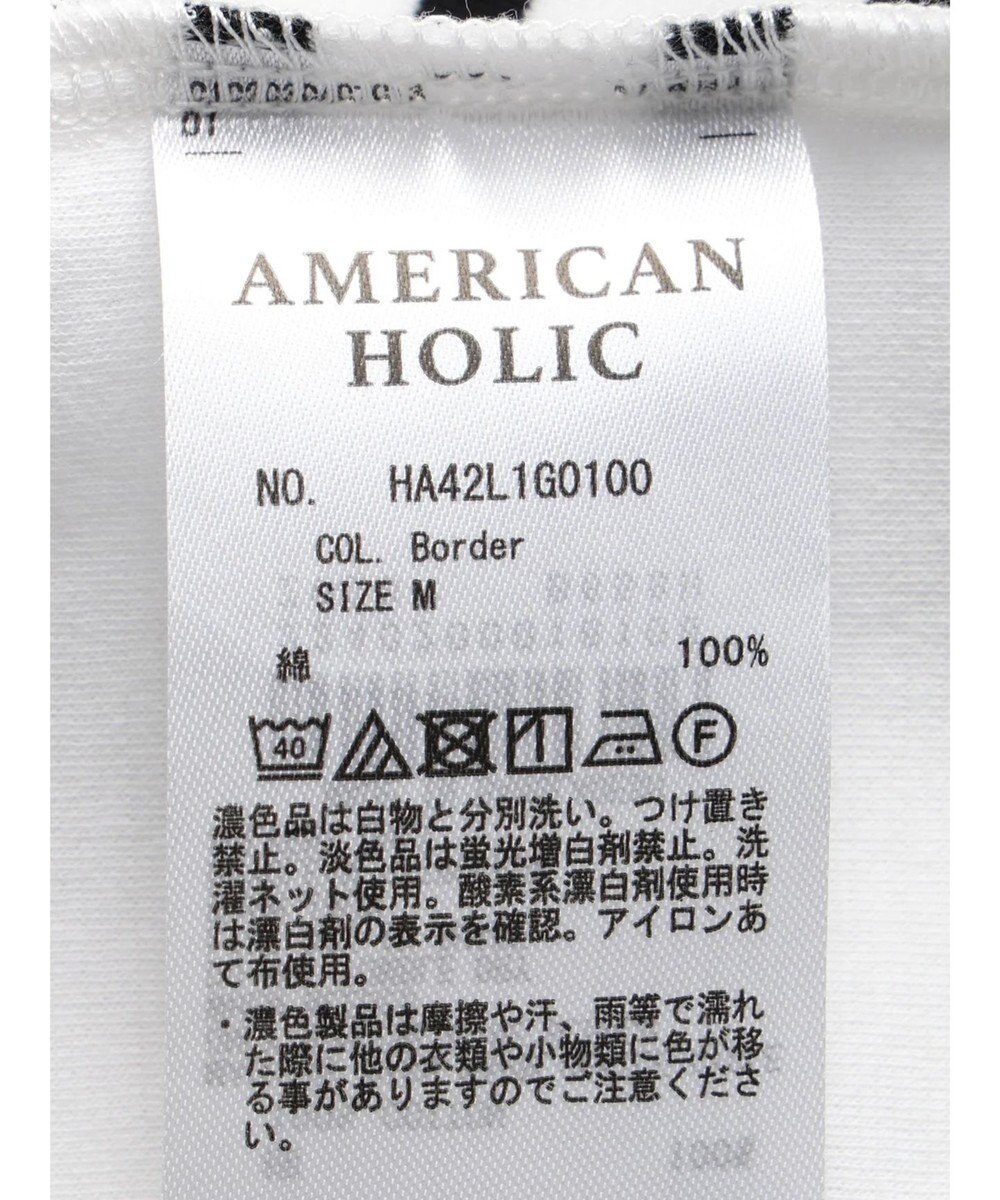 01
AMERICAN
HOLIC
NO. HA42L1G0100
COL. Border
SIZE M
綿 100%
40 F
濃色品は白物と分別洗い。つけ置き
禁止。淡色品は蛍光増白剤禁止。洗
濯ネット使用。酸素系漂白剤使用時
は漂白剤の表示を確認。アイロンあ
て布使用。
・濃色製品は摩擦や汗、雨等で濡れ
た際に他の衣類や小物類に色が移
る事がありますのでご注意くださ
い。